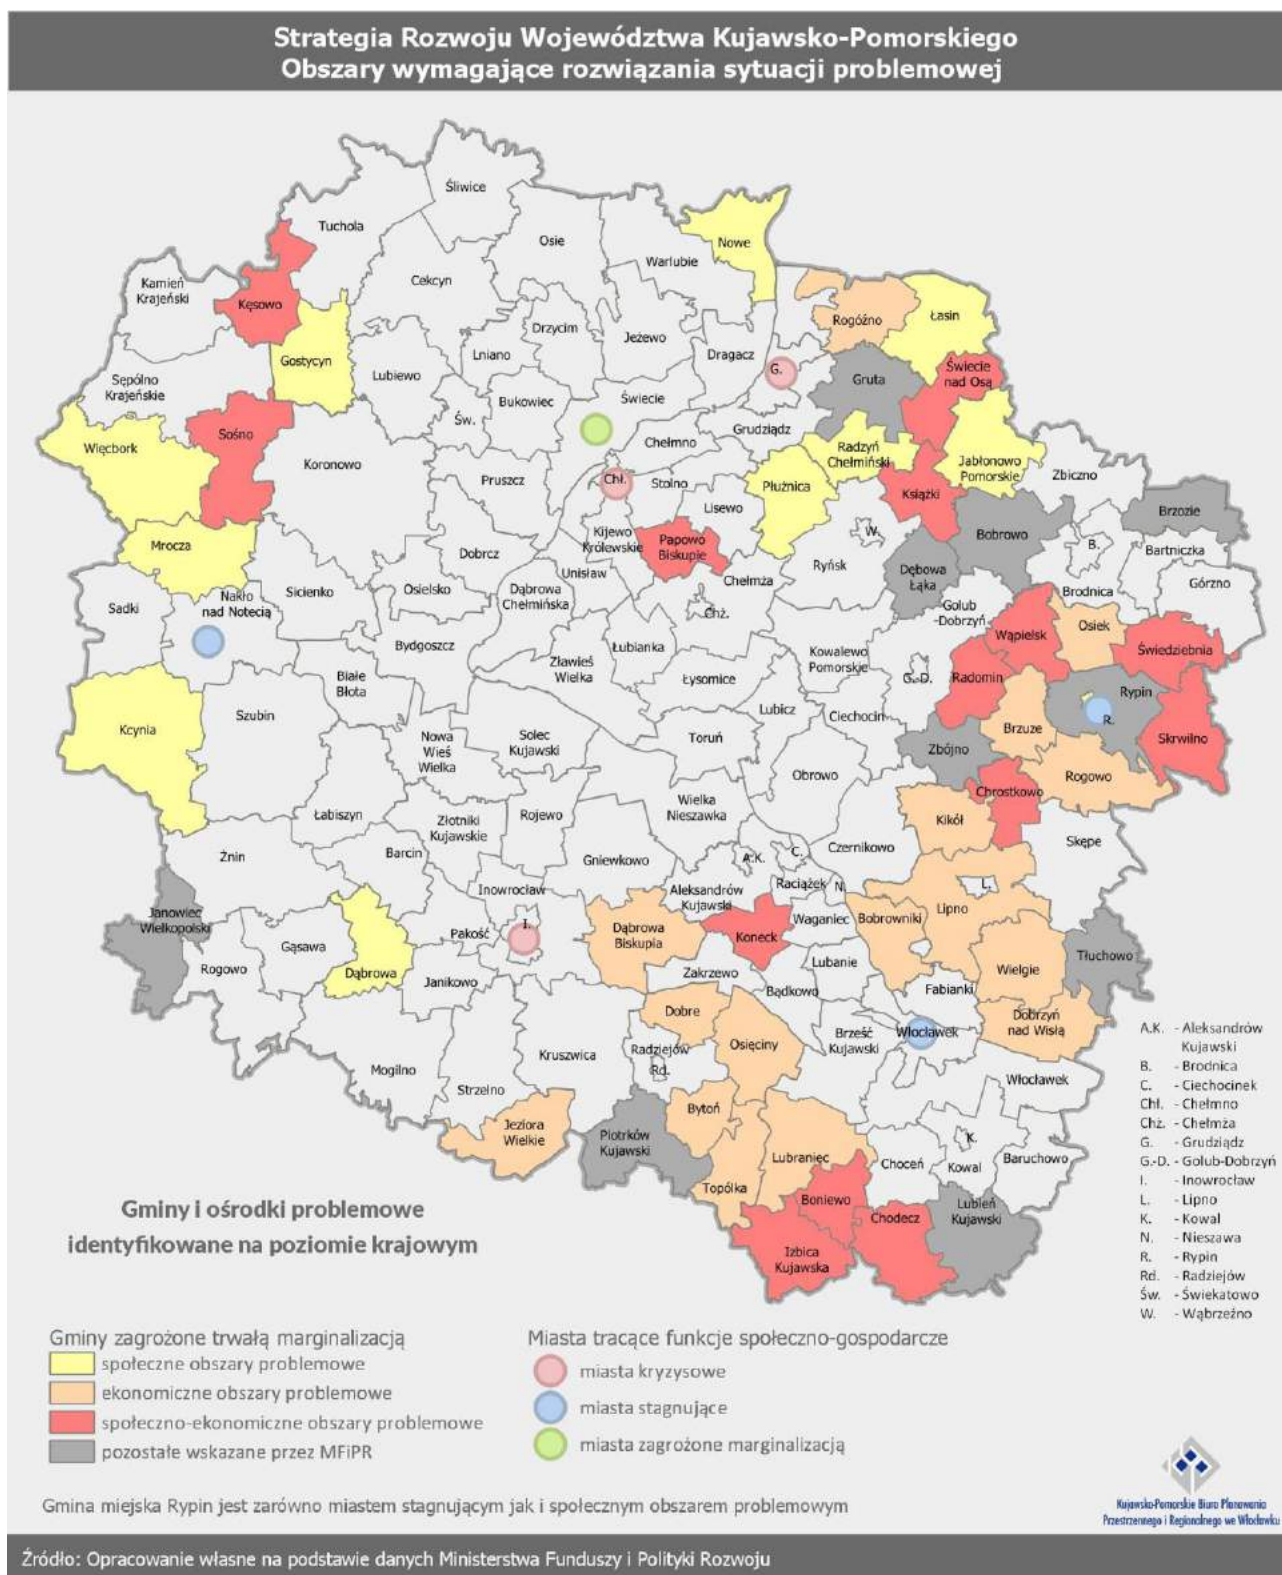 Strategia Rozwoju Województwa Kujawsko-Pomorskiego
Obszary wymagające rozwiązania sytuacji problemowej
Śliwice
Tuchola
Osie
Nowe
Warlubie
Kamień
Krajeński
Cekcyn
Kęsowo
Rogóźno
Łasin
Drzycim
Jeżewo
Gostycyn
Lniano
Dragacz
Lubiewo
G.
Świecie
nad Osą
Sępólno
Krajeńskie
Gruta
Bukowiec
Świecie
Św.
Grudziądz
Sośno
Chełmno
Radzyń
Chełmiński
Więcbork
Koronowo
Jabłonowo
Pomorskie
Zbiczno
Pruszcz
Chł.
Stolno
Płużnica
Książki
Lisewo
Brzozie
Kijewo
Królewskie
Papowo
Biskupie
W.
Bobrowo
B.
Mrocza
Dobrcz
Bartniczka
Unisław
Ryńsk
Dębowa
Łąka
Chełmża
Górzno
Sicienko
Osielsko
Dąbrowa
Chełmińska
Brodnica
Nakło
nad Notecią
Sadki
Chż.
Golub
-Dobrzyń
Osiek
Wąpielsk
Bydgoszcz
Łubianka
Kowalewo
Pomorskie
Świedziebnia
Zławieś
Wielka
Białe
Błota
Łysomice
G.-D.
Radomin
Rypin
Lubicz
Szubin
Ciechocin
R.
Kcynia
Brzuze
Nowa
Wieś
Wielka
Solec
Kujawski
Toruń
Skrwilno
Zbójno
Obrowo
Rogowo
Chrostkowo
Wielka
Nieszawka
Łabiszyn
Złotniki
Kujawskie
Rojewo
Kikół
Skępe
Czernikowo
Żnin
Barcin
Gniewkowo
A.K.
C.
Inowrocław
Aleksandrów
Kujawski
Raciążek
N.
L.
Lipno
Janowiec
Wielkopolski
Waganiec
Bobrowniki
I.
Dąbrowa
Biskupia
Pakość
Koneck
Gąsawa
Tłuchowo
Lubanie
Rogowo
Dąbrowa
Wielgie
Zakrzewo
Janikowo
Bądkowo
Fabianki
Dobre
Dobrzyń
nad Wisłą
Włocławek
Brześć
Kujawski
Osięciny
Radziejów
Kruszwica
Rd.
Mogilno
Włocławek
Strzelno
Bytoń
Jeziora
Wielkie
Piotrków
Kujawski
K.
Lubraniec
Choceń
Kowal
Baruchowo
Topólka
Boniewo
Lubień
Kujawski
Chodecz
Izbica
Kujawska
A.K. - Aleksandrów
Kujawski
B. - Brodnica
C. - Ciechocinek
Chł. - Chełmno
Chż. - Chełmża
G. - Grudziądz
G.-D. - Golub-Dobrzyń
I. - Inowrocław
L. - Lipno
K. - Kowal
N. - Nieszawa
R. - Rypin
Rd. - Radziejów
Św. - Świekatowo
W. - Wąbrzeźno
Gminy i ośrodki problemowe
identyfikowane na poziomie krajowym
Gminy zagrożone trwałą marginalizacją
społeczne obszary problemowe
ekonomiczne obszary problemowe
społeczno-ekonomiczne obszary problemowe
pozostałe wskazane przez MFiPR
Miasta tracące funkcje społeczno-gospodarcze
miasta kryzysowe
miasta stagnujące
miasta zagrożone marginalizacją
Gmina miejska Rypin jest zarówno miastem stagnującym jak i społecznym obszarem problemowym
Kujawsko-Pomorskie Biuro Planowania
Przestrzennego i Regionalnego we Włocławku
Źródło: Opracowanie własne na podstawie danych Ministerstwa Funduszy i Polityki Rozwoju